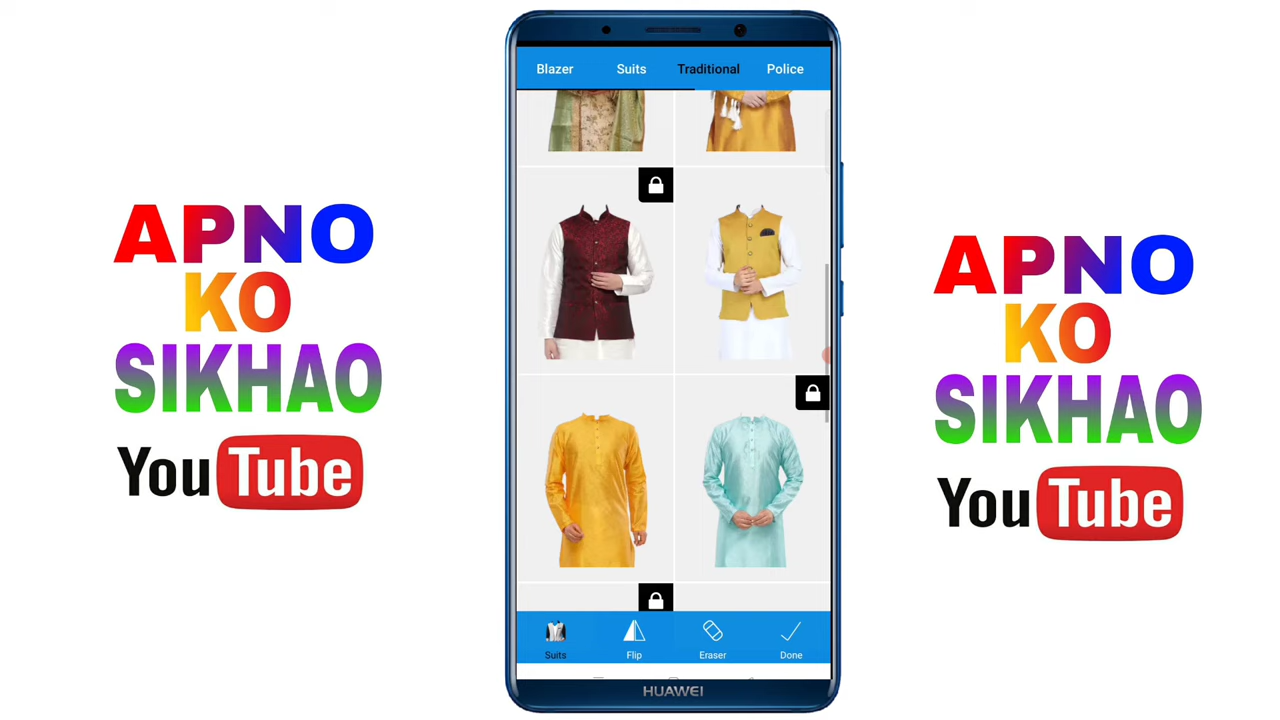 APNO
KO
SIKHAO
YouTube
Blazer Suits Traditional Police
Suits Flip Eraser Done
HUAWEI
APNO
KO
SIKHAO
YouTube